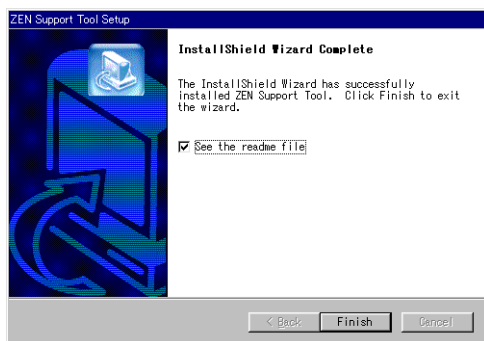 ZEN Support Tool Setup
InstallShield Wizard Complete
The InstallShield Wizard has successfully
installed ZEN Support Tool. Click Finish to exit
the wizard.
See the readme file
< Back
Finish
Cancel